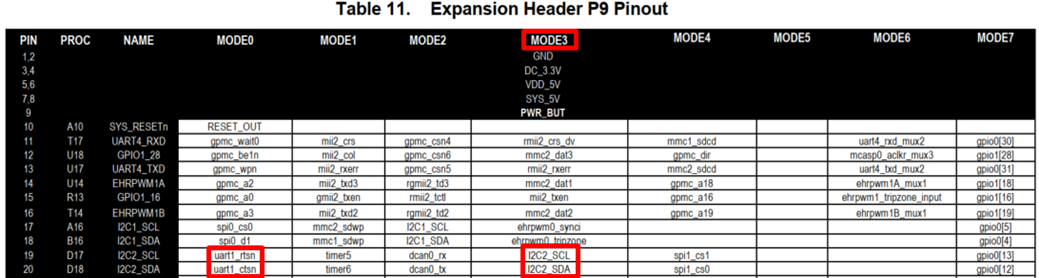 Table 11. Expansion Header P9 Pinout
PIN PROC NAME MODE0 MODE1 MODE2 MODE3 MODE4 MODE5 MODE6 MODE7
1,2 GND
3,4 DC_3.3V
5,6 VDD_5V
7,8 SYS_5V
9 PWR_BUT
10 A10 SYS_RESETn RESET_OUT
11 T17 UART4_RXD gpmc_wait0 mii2_crs gpmc_csn4 rmii2_crs_dv mmc1_sdcd uart4_rxd_mux2 gpio0[30]
12 U18 GPIO1_28 gpmc_be1n mii2_col gpmc_csn6 mmc2_dat3 gpmc_dir mcasp0_aclkr_mux3 gpio1[28]
13 U17 UART4_TXD gpmc_wpn mii2_rxerr gpmc_csn5 rmii2_rxerr mmc2_sdcd uart4_txd_mux2 gpio0[31]
14 U14 EHRPWM1A gpmc_a2 mii2_txd3 rgmii2_td3 mmc2_dat1 gpmc_a18 ehrpwm1A_mux1 gpio1[18]
15 R13 GPIO1_16 gpmc_a0 gmii2_txen rmii2_tctl mii2_txen gpmc_a16 ehrpwm1_tripzone_input gpio1[16]
16 T14 EHRPWM1B gpmc_a3 mii2_txd2 rgmii2_td2 mmc2_dat2 gpmc_a19 ehrpwm1B_mux1 gpio1[19]
17 A16 I2C1_SCL spi0_cs0 mmc2_sdwp I2C1_SCL ehrpwm0_synci gpio0[5]
18 B16 I2C1_SDA spi0_d1 mmc1_sdwp I2C1_SDA ehrpwm0_tripzone gpio0[4]
19 D17 I2C2_SCL uart1_rtsn timer5 dcan0_rx I2C2_SCL spi1_cs1 gpio0[13]
20 D18 I2C2_SDA uart1_ctsn timer6 dcan0_tx I2C2_SDA spi1_cs0 gpio0[12]